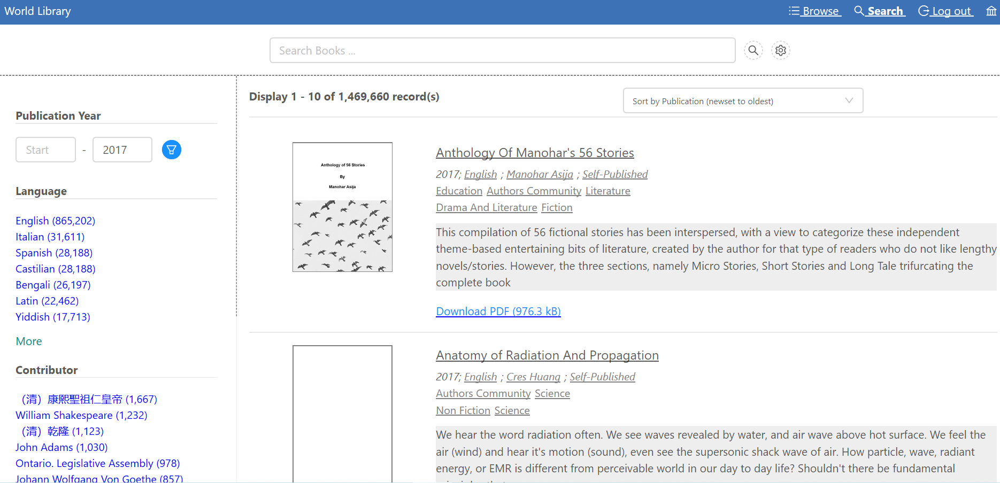 World Library
Browse
Search
Log out
Search Books ...
Publication Year
Start - 2017
Language
English (865,202)
Italian (31,611)
Spanish (28,188)
Castilian (28,188)
Bengali (26,197)
Latin (22,462)
Yiddish (17,713)
More
Contributor
（清）康熙聖祖仁皇帝 (1,667)
William Shakespeare (1,232)
（清）乾隆 (1,123)
John Adams (1,030)
Ontario. Legislative Assembly (978)
Johann Wolfgang Von Goethe (857)
Display 1 - 10 of 1,469,660 record(s)
Sort by Publication (newset to oldest)
Anthology of 56 Stories
By
Manohar Asija
Anthology Of Manohar's 56 Stories
2017; English ; Manohar Asija ; Self-Published
Education Authors Community Literature
Drama And Literature Fiction
This compilation of 56 fictional stories has been interspersed, with a view to categorize these independent
theme-based entertaining bits of literature, created by the author for that type of readers who do not like lengthy
novels/stories. However, the three sections, namely Micro Stories, Short Stories and Long Tale trifurcating the
complete book
Download PDF (976.3 kB)
Anatomy of Radiation And Propagation
2017; English ; Cres Huang ; Self-Published
Authors Community Science
Non Fiction Science
We hear the word radiation often. We see waves revealed by water, and air wave above hot surface. We feel the
air (wind) and hear it's motion (sound), even see the supersonic shack wave of air. How particle, wave, radiant
energy, or EMR is different from perceivable world in our day to day life? Shouldn't there be fundamental